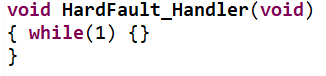 void HardFault_Handler(void)
{ while(1) {}
}